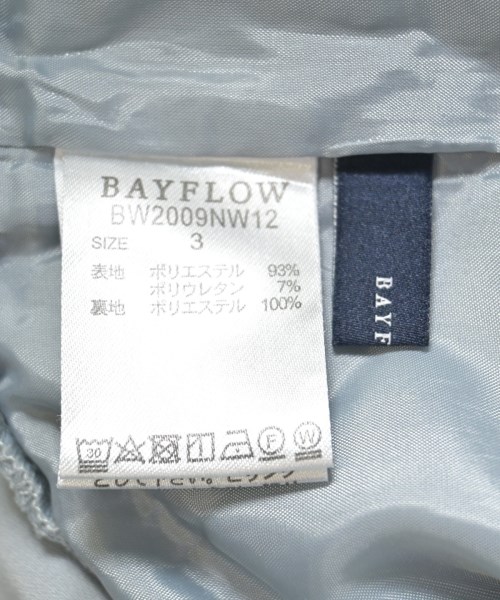 BAYFLOW
BW2009NW12
SIZE 3
表地 ポリエステル 93%
ポリウレタン 7%
裏地 ポリエステル 100%
30 F W
BAYF